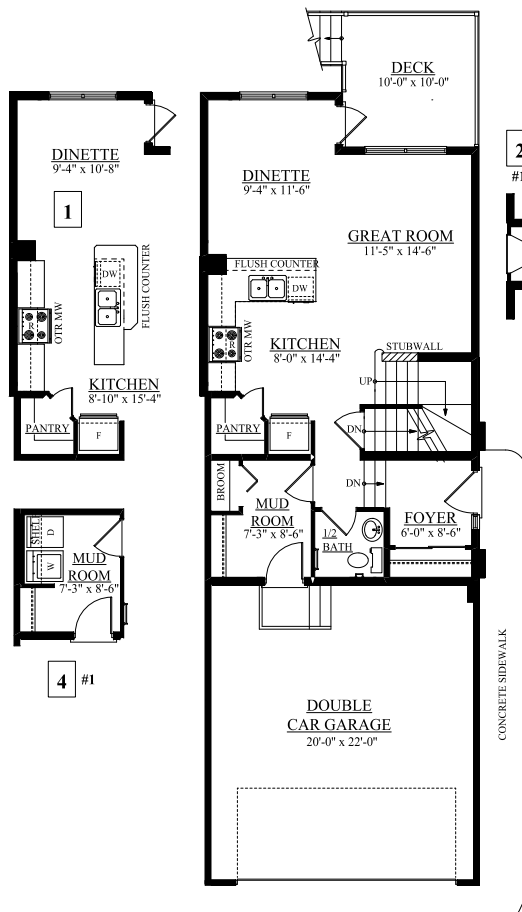 DECK
10'-0" x 10'-0"
DINETTE
9'-4" x 10'-8"
1
DW
FLUSH COUNTER
R
OTR MW
KITCHEN
8'-10" x 15'-4"
PANTRY
F
DINETTE
9'-4" x 11'-6"
GREAT ROOM
11'-5" x 14'-6"
FLUSH COUNTER
DW
R
OTR MW
KITCHEN
8'-0" x 14'-4"
STUBWALL
UP
DN
PANTRY
F
BROOM
MUD
ROOM
7'-3" x 8'-6"
DN
1/2
BATH
FOYER
6'-0" x 8'-6"
SHELF
D
W
MUD
ROOM
7'-3" x 8'-6"
4 #1
DOUBLE
CAR GARAGE
20'-0" x 22'-0"
CONCRETE SIDEWALK
2
#1